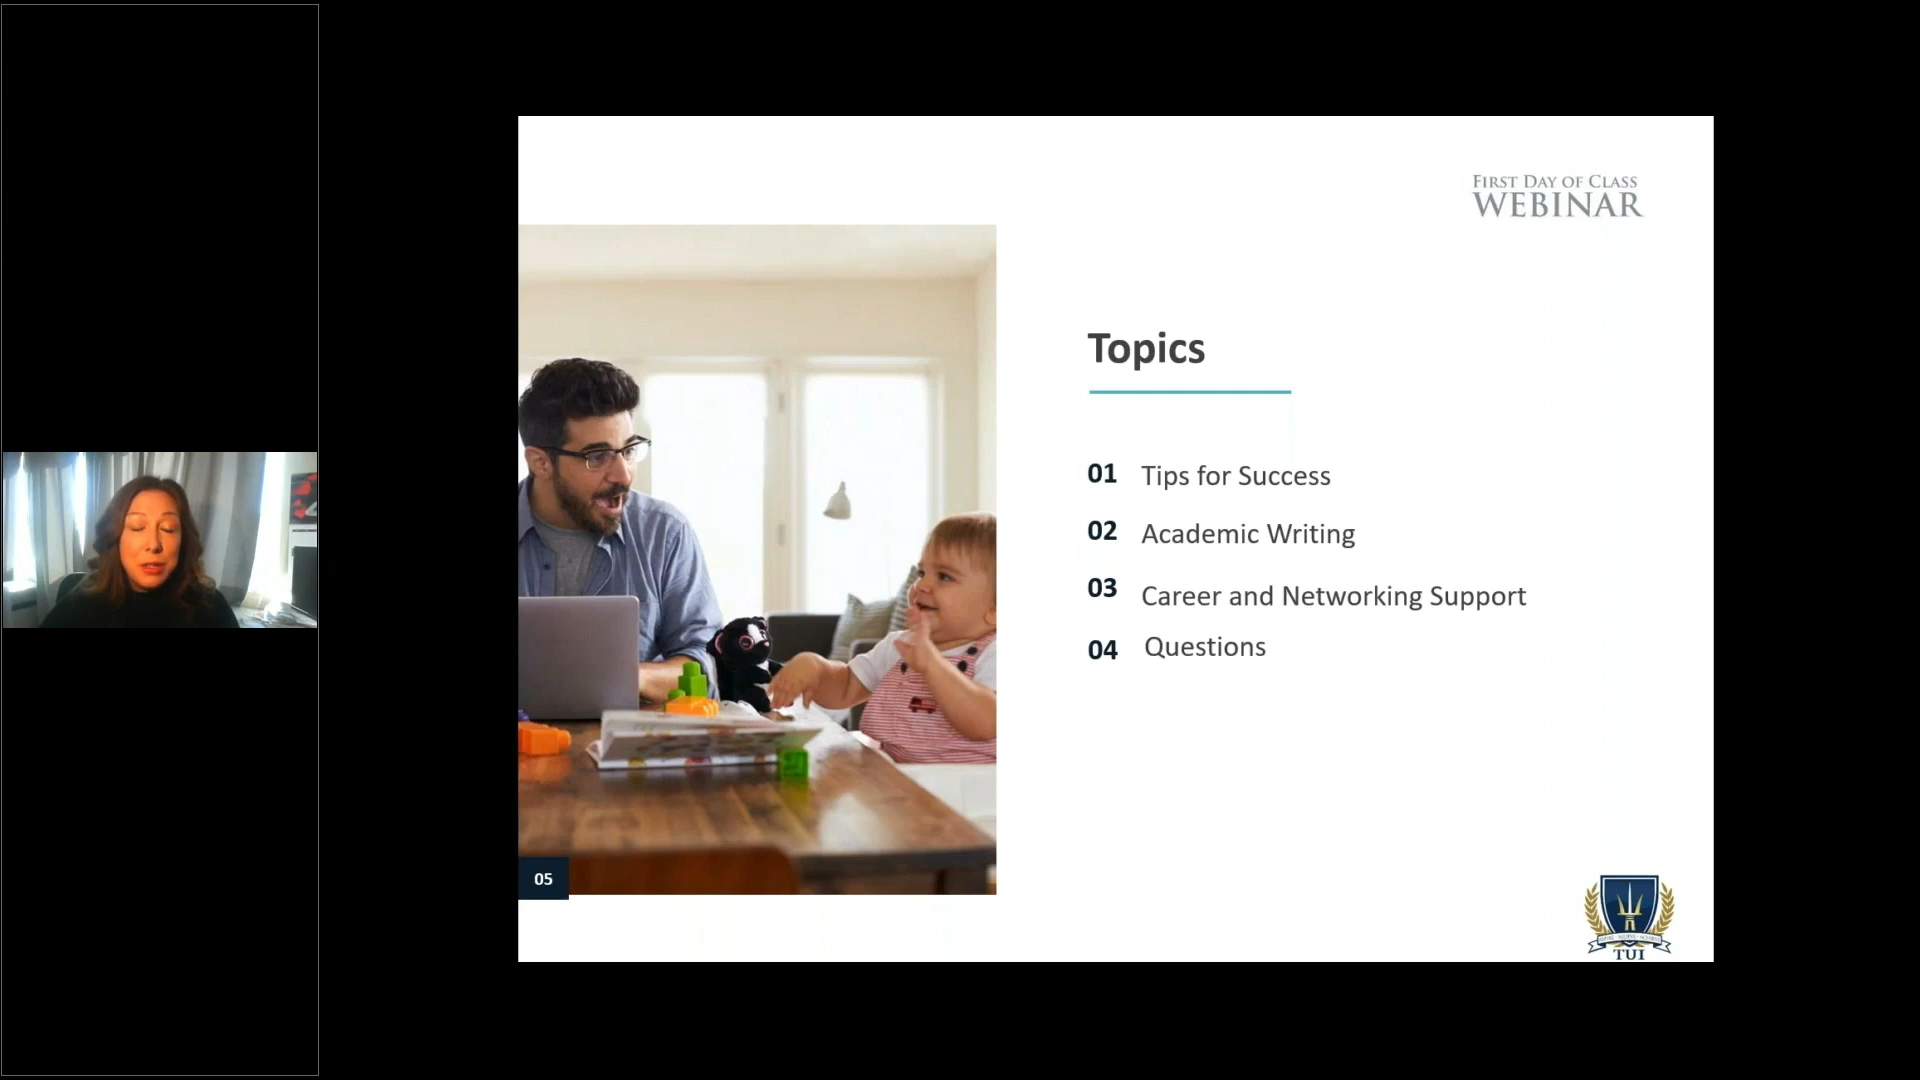 FIRST DAY OF CLASS
WEBINAR
Topics
01 Tips for Success
02 Academic Writing
03 Career and Networking Support
04 Questions
05
TUI